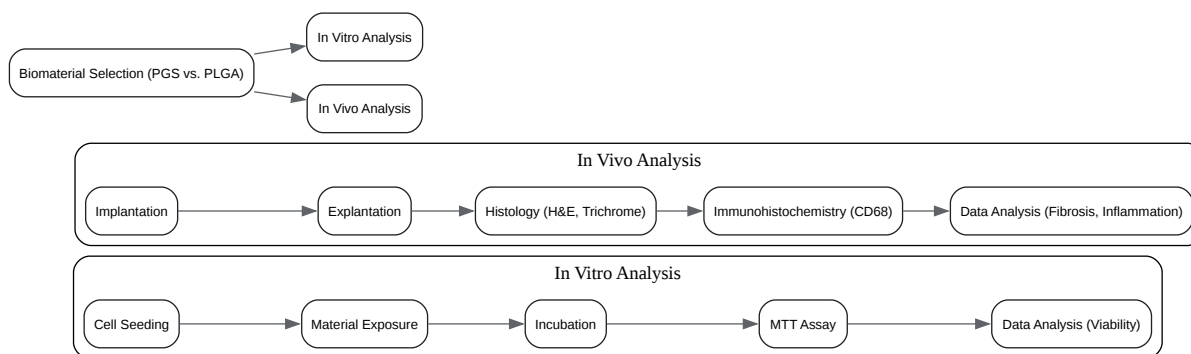 In Vitro Analysis
Biomaterial Selection (PGS vs. PLGA)
In Vivo Analysis
In Vivo Analysis
Implantation
Explantation
Histology (H&E, Trichrome)
Immunohistochemistry (CD68)
Data Analysis (Fibrosis, Inflammation)
In Vitro Analysis
Cell Seeding
Material Exposure
Incubation
MTT Assay
Data Analysis (Viability)